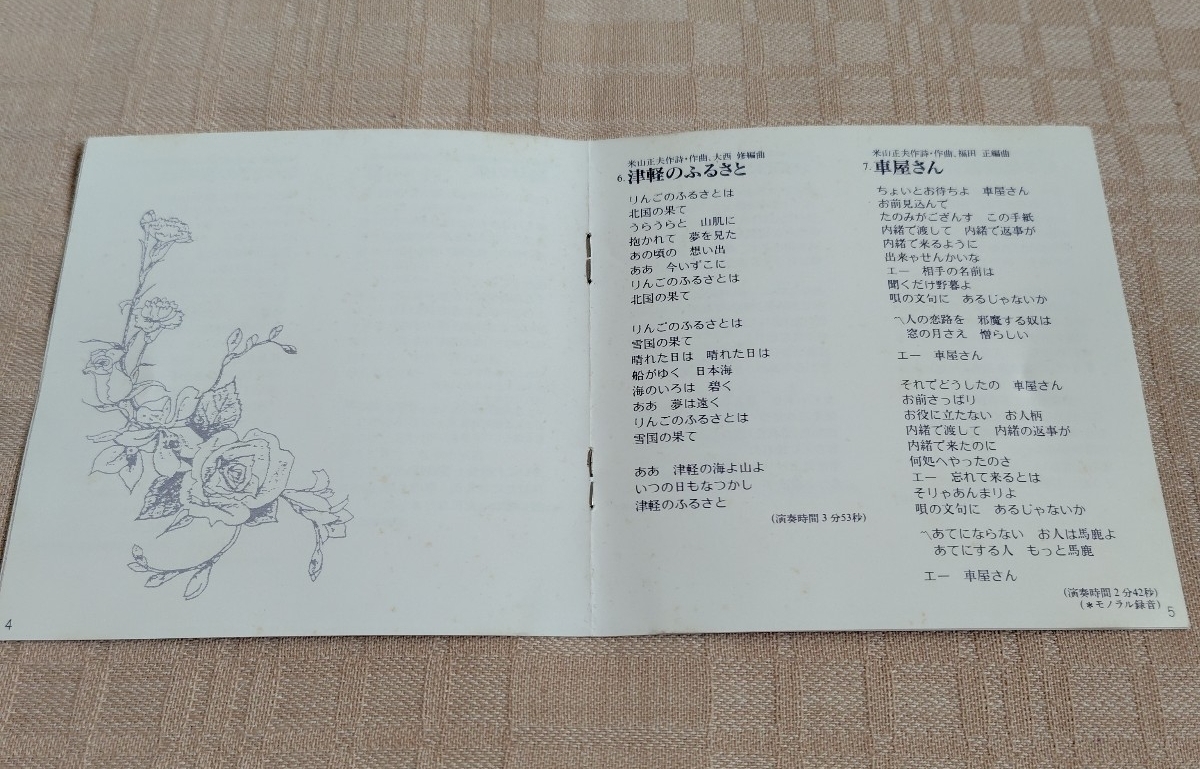 4
米山正夫作詩・作曲、大西 修編曲
6. 津軽のふるさと
りんごのふるさとは
北国の果て
うらうらと 山肌に
抱かれて 夢を見た
あの頃の 想い出
ああ 今いずこに
りんごのふるさとは
北国の果て
りんごのふるさとは
雪国の果て
晴れた日は 晴れた日は
船がゆく 日本海
海のいろは 碧く
ああ 夢は遠く
りんごのふるさとは
雪国の果て
ああ 津軽の海よ山よ
いつの日もなつかし
津軽のふるさと
(演奏時間3分53秒)
米山正夫作詩・作曲、福田 正編曲
7. 車屋さん
ちょいとお待ちよ 車屋さん
お前見込んで
たのみがござんす この手紙
内緒で渡して 内緒で返事が
内緒で来るように
出来ゃせんかいな
エー 相手の名前は
聞くだけ野暮よ
唄の文句に あるじゃないか
〽人の恋路を 邪魔する奴は
窓の月さえ 憎らしい
エー 車屋さん
それてどうしたの 車屋さん
お前さっぱり
お役に立たない お人柄
内緒で渡して 内緒の返事が
内緒で来たのに
何処へやったのさ
エー 忘れて来るとは
そりゃあんまりよ
唄の文句に あるじゃないか
〽あてにならない お人は馬鹿よ
あてにする人 もっと馬鹿
エー 車屋さん
(演奏時間2分42秒)
(*モノラル録音)
5